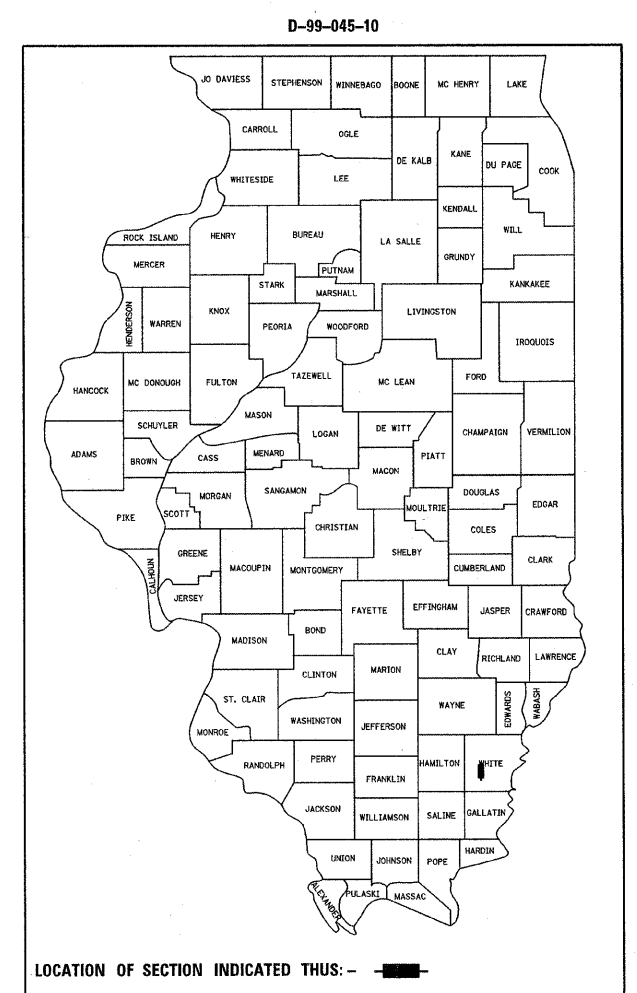 D-99-045-10
JO DAVIESS
STEPHENSON
WINNEBAGO
BOONE
MC HENRY
LAKE
CARROLL
OGLE
DE KALB
KANE
DU PAGE
COOK
WHITESIDE
LEE
KENDALL
ROCK ISLAND
HENRY
BUREAU
LA SALLE
WILL
GRUNDY
MERCER
PUTNAM
STARK
MARSHALL
KANKAKEE
HENDERSON
WARREN
KNOX
PEORIA
WOODFORD
LIVINGSTON
IROQUOIS
HANCOCK
MC DONOUGH
FULTON
TAZEWELL
MC LEAN
FORD
SCHUYLER
MASON
LOGAN
DE WITT
CHAMPAIGN
VERMILION
ADAMS
BROWN
CASS
MENARD
MACON
PIATT
PIKE
SCOTT
MORGAN
SANGAMON
CHRISTIAN
MOULTRIE
DOUGLAS
EDGAR
COLES
CALHOUN
GREENE
MACOUPIN
MONTGOMERY
SHELBY
CUMBERLAND
CLARK
JERSEY
FAYETTE
EFFINGHAM
JASPER
CRAWFORD
MADISON
BOND
CLAY
RICHLAND
LAWRENCE
CLINTON
MARION
ST. CLAIR
WASHINGTON
WAYNE
EDWARDS
WABASH
MONROE
JEFFERSON
RANDOLPH
PERRY
HAMILTON
WHITE
FRANKLIN
JACKSON
WILLIAMSON
SALINE
GALLATIN
UNION
JOHNSON
POPE
HARDIN
ALEXANDER
PULASKI
MASSAC
LOCATION OF SECTION INDICATED THUS: -